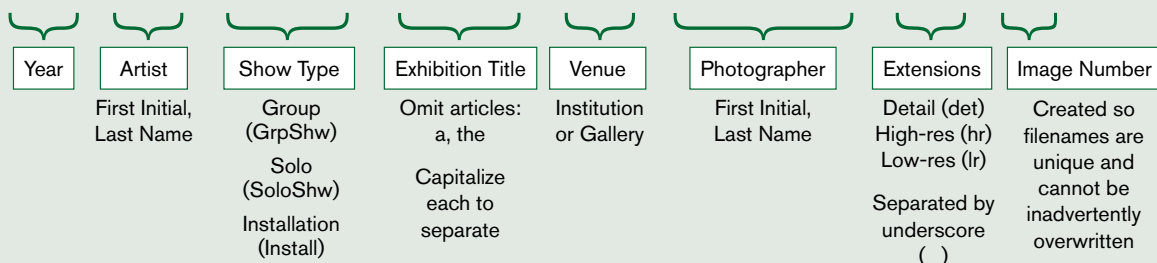 Year
Artist
First Initial,
Last Name
Show Type
Group
(GrpShw)
Solo
(SoloShw)
Installation
(Install)
Exhibition Title
Omit articles:
a, the
Capitalize
each to
separate
Venue
Institution
or Gallery
Photographer
First Initial,
Last Name
Extensions
Detail (det)
High-res (hr)
Low-res (lr)
Separated by
underscore
(_)
Image Number
Created so
filenames are
unique and
cannot be
inadvertently
overwritten